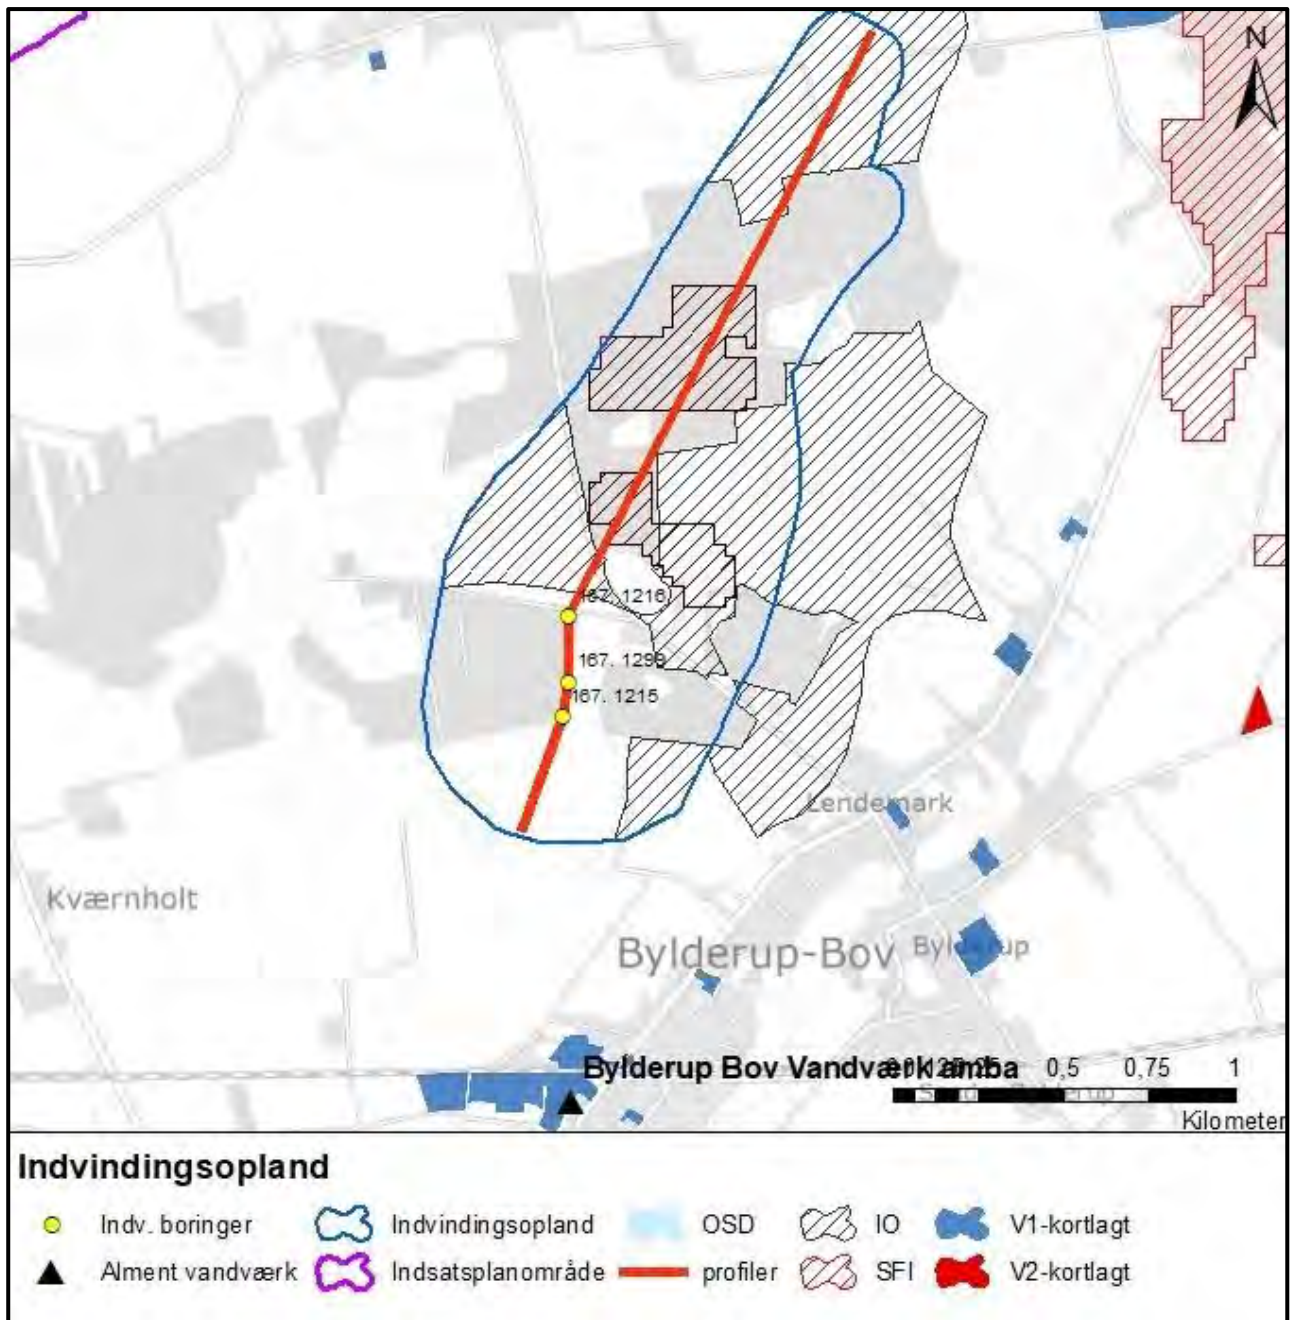 N
167. 1216
167. 1299
167. 1215
Lendemark
Kværnholt
Bylderup-Bov
Bylderup
Bylderup Bov Vandværk amba
0,5 0,75 1
Kilometer
Indvindingsopland
Indv. boringer Indvindingsopland OSD IO V1-kortlagt
Alment vandværk Indsatsplanområde profiler SFI V2-kortlagt